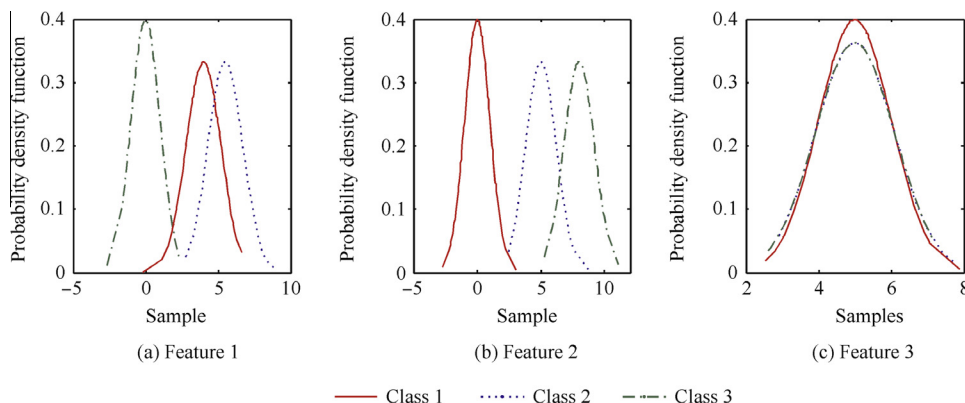 0.4
0.3
0.2
0.1
0
−5
0
5
10
Probability density function
Sample
(a) Feature 1
0.4
0.3
0.2
0.1
0
−5
0
5
10
Probability density function
Sample
(b) Feature 2
0.4
0.3
0.2
0.1
0
2
4
6
8
Probability density function
Samples
(c) Feature 3
Class 1
Class 2
Class 3